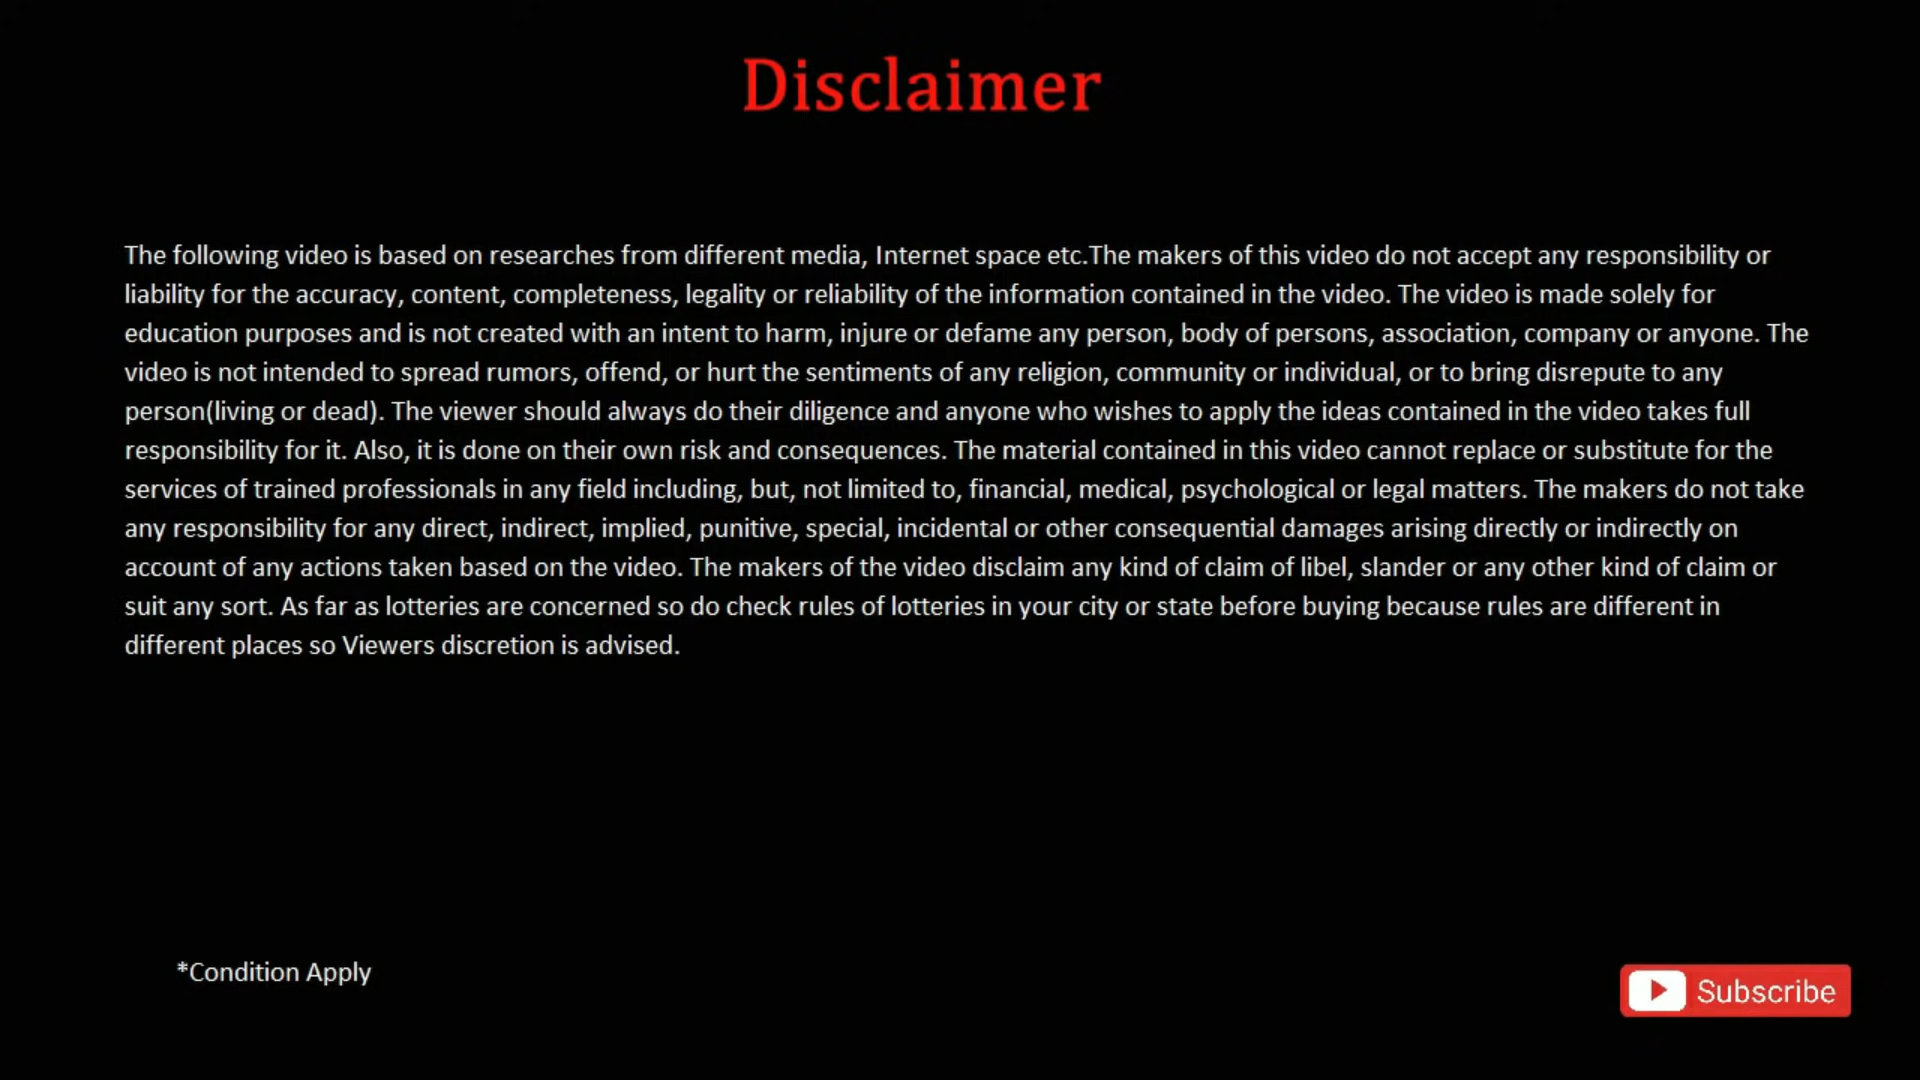 Disclaimer
The following video is based on researches from different media, Internet space etc.The makers of this video do not accept any responsibility or
liability for the accuracy, content, completeness, legality or reliability of the information contained in the video. The video is made solely for
education purposes and is not created with an intent to harm, injure or defame any person, body of persons, association, company or anyone. The
video is not intended to spread rumors, offend, or hurt the sentiments of any religion, community or individual, or to bring disrepute to any
person(living or dead). The viewer should always do their diligence and anyone who wishes to apply the ideas contained in the video takes full
responsibility for it. Also, it is done on their own risk and consequences. The material contained in this video cannot replace or substitute for the
services of trained professionals in any field including, but, not limited to, financial, medical, psychological or legal matters. The makers do not take
any responsibility for any direct, indirect, implied, punitive, special, incidental or other consequential damages arising directly or indirectly on
account of any actions taken based on the video. The makers of the video disclaim any kind of claim of libel, slander or any other kind of claim or
suit any sort. As far as lotteries are concerned so do check rules of lotteries in your city or state before buying because rules are different in
different places so Viewers discretion is advised.
*Condition Apply
Subscribe